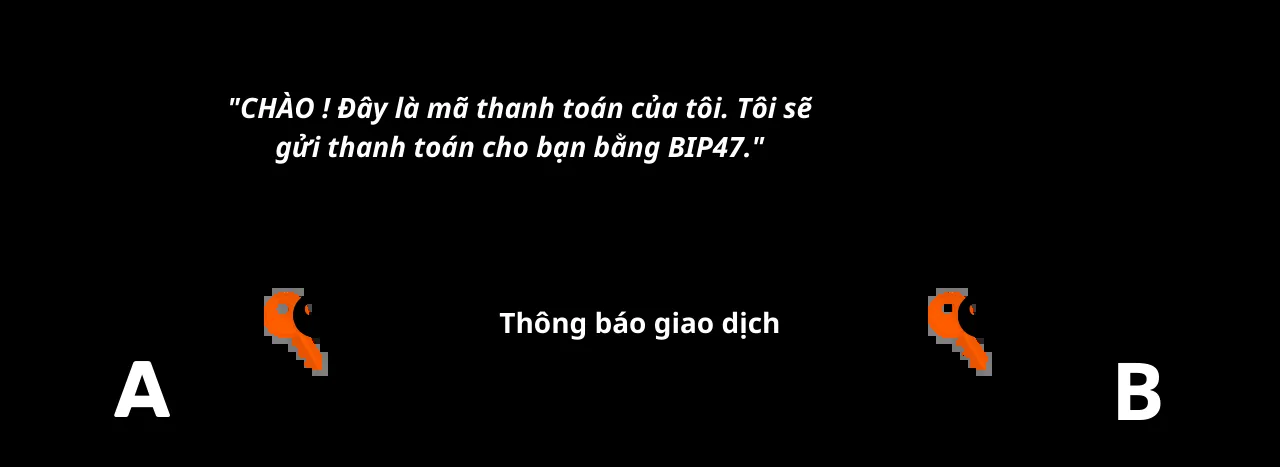 "CHÀO ! Đây là mã thanh toán của tôi. Tôi sẽ
gửi thanh toán cho bạn bằng BIP47."
Thông báo giao dịch
A
B